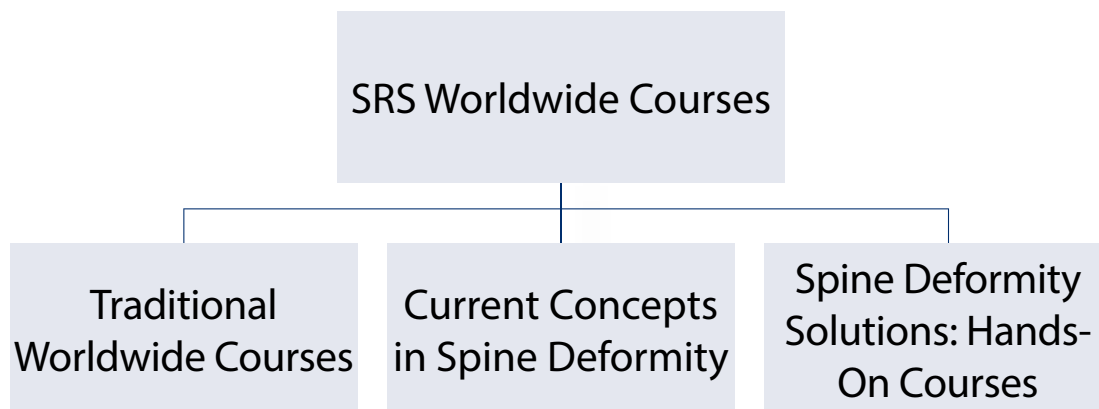 SRS Worldwide Courses
Traditional
Worldwide Courses
Current Concepts
in Spine Deformity
Spine Deformity
Solutions: Hands-
On Courses